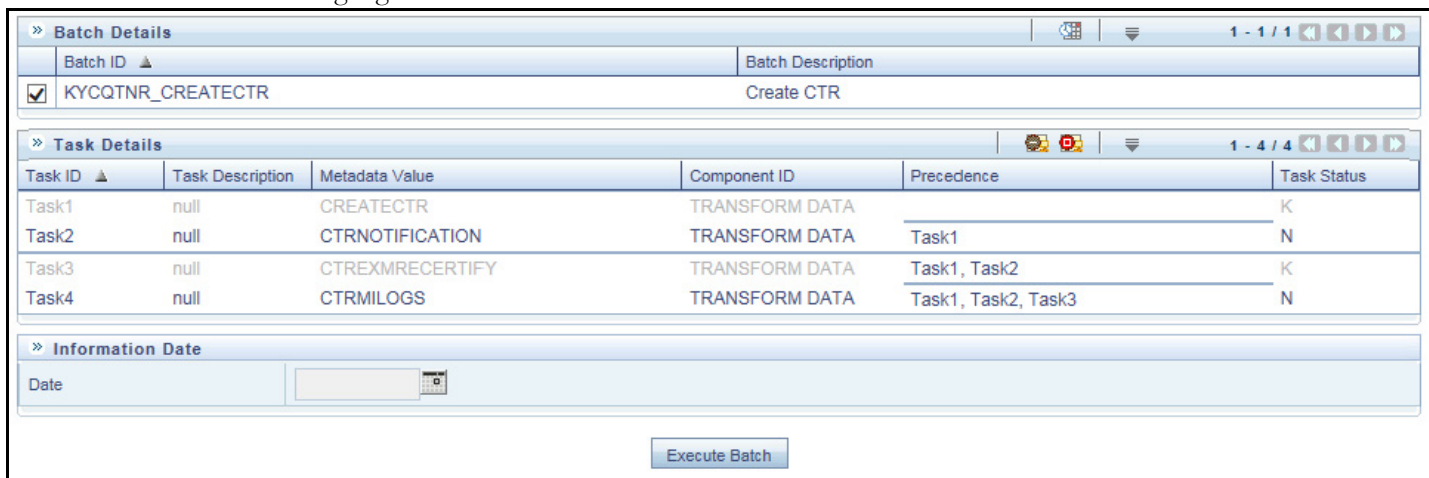 » Batch Details 1 - 1 / 1
Batch ID Batch Description
KYCQTNR_CREATECTR Create CTR
» Task Details 1 - 4 / 4
Task ID Task Description Metadata Value Component ID Precedence Task Status
Task1 null CREATECTR TRANSFORM DATA K
Task2 null CTRNOTIFICATION TRANSFORM DATA Task1 N
Task3 null CTREXMRECERTIFY TRANSFORM DATA Task1, Task2 K
Task4 null CTRMILOGS TRANSFORM DATA Task1, Task2, Task3 N
» Information Date
Date
Execute Batch